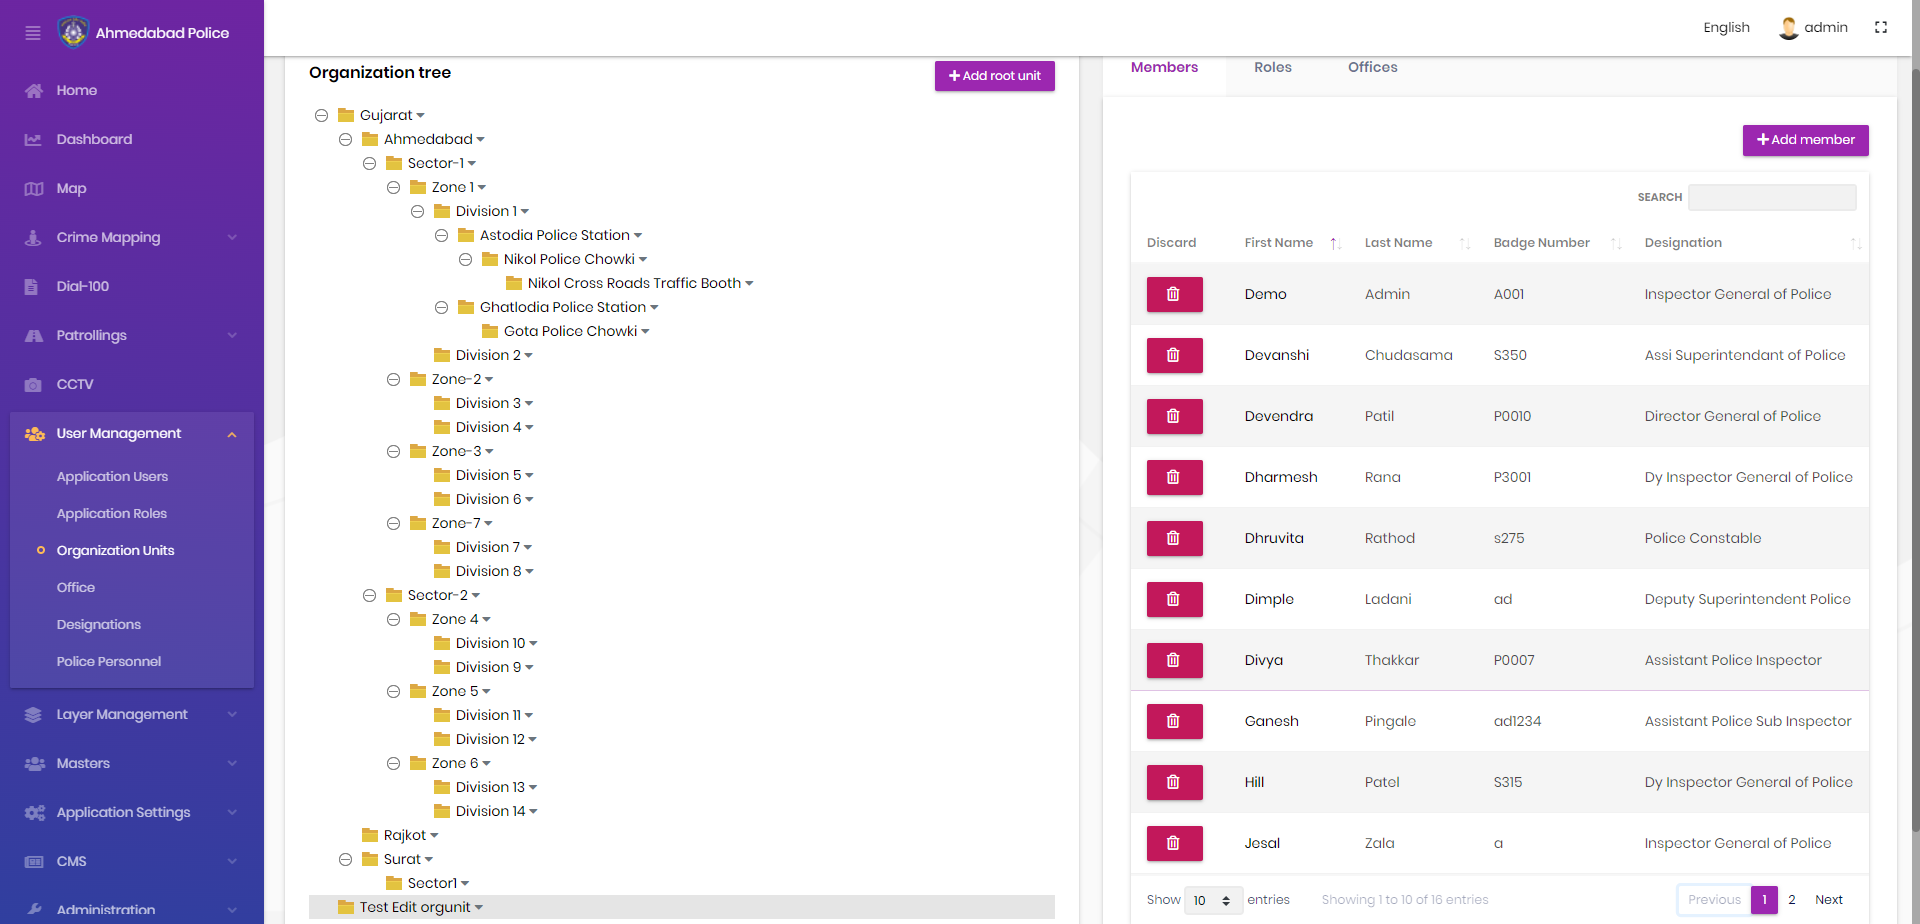 Ahmedabad Police
English
admin
Home
Dashboard
Map
Crime Mapping
Dial-100
Patrollings
CCTV
User Management
Application Users
Application Roles
Organization Units
Office
Designations
Police Personnel
Layer Management
Masters
Application Settings
CMS
Administration
Organization tree
Add root unit
Gujarat
Ahmedabad
Sector-1
Zone 1
Division 1
Astodia Police Station
Nikol Police Chowki
Nikol Cross Roads Traffic Booth
Ghatlodia Police Station
Gota Police Chowki
Division 2
Zone-2
Division 3
Division 4
Zone-3
Division 5
Division 6
Zone-7
Division 7
Division 8
Sector-2
Zone 4
Division 10
Division 9
Zone 5
Division 11
Division 12
Zone 6
Division 13
Division 14
Rajkot
Surat
Sector1
Test Edit orgunit
Members Roles Offices
Add member
SEARCH
Discard First Name Last Name Badge Number Designation
Demo Admin A001 Inspector General of Police
Devanshi Chudasama S350 Assi Superintendant of Police
Devendra Patil P0010 Director General of Police
Dharmesh Rana P3001 Dy Inspector General of Police
Dhruvita Rathod s275 Police Constable
Dimple Ladani ad Deputy Superintendent Police
Divya Thakkar P0007 Assistant Police Inspector
Ganesh Pingale ad1234 Assistant Police Sub Inspector
Hill Patel S315 Dy Inspector General of Police
Jesal Zala a Inspector General of Police
Show 10 entries Showing 1 to 10 of 16 entries Previous 1 2 Next